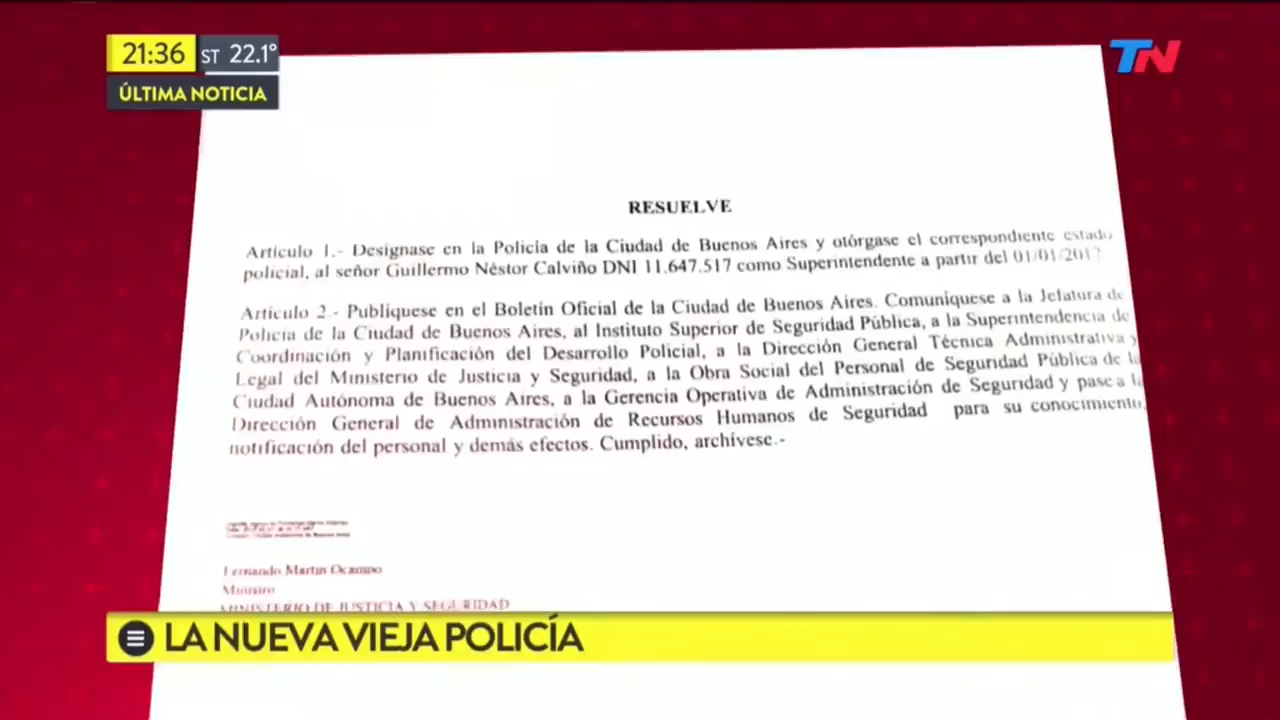 21:36 ST 22.1°
ÚLTIMA NOTICIA
TN
RESUELVE
Artículo 1.- Desígnase en la Policía de la Ciudad de Buenos Aires y otórgase el correspondiente estado
policial, al señor Guillermo Néstor Calviño DNI 11.647.517 como Superintendente a partir del 01/01/2017
Artículo 2.- Publíquese en el Boletín Oficial de la Ciudad de Buenos Aires. Comuníquese a la Jefatura de
Policía de la Ciudad de Buenos Aires, al Instituto Superior de Seguridad Pública, a la Superintendencia de
Coordinación y Planificación del Desarrollo Policial, a la Dirección General Técnica Administrativa y
Legal del Ministerio de Justicia y Seguridad, a la Obra Social del Personal de Seguridad Pública de la
Ciudad Autónoma de Buenos Aires, a la Gerencia Operativa de Administración de Seguridad y pase a la
Dirección General de Administración de Recursos Humanos de Seguridad para su conocimiento,
notificación del personal y demás efectos. Cumplido, archívese.-
Fernando Martín Ocampo
Ministro
MINISTERIO DE JUSTICIA Y SEGURIDAD
LA NUEVA VIEJA POLICÍA